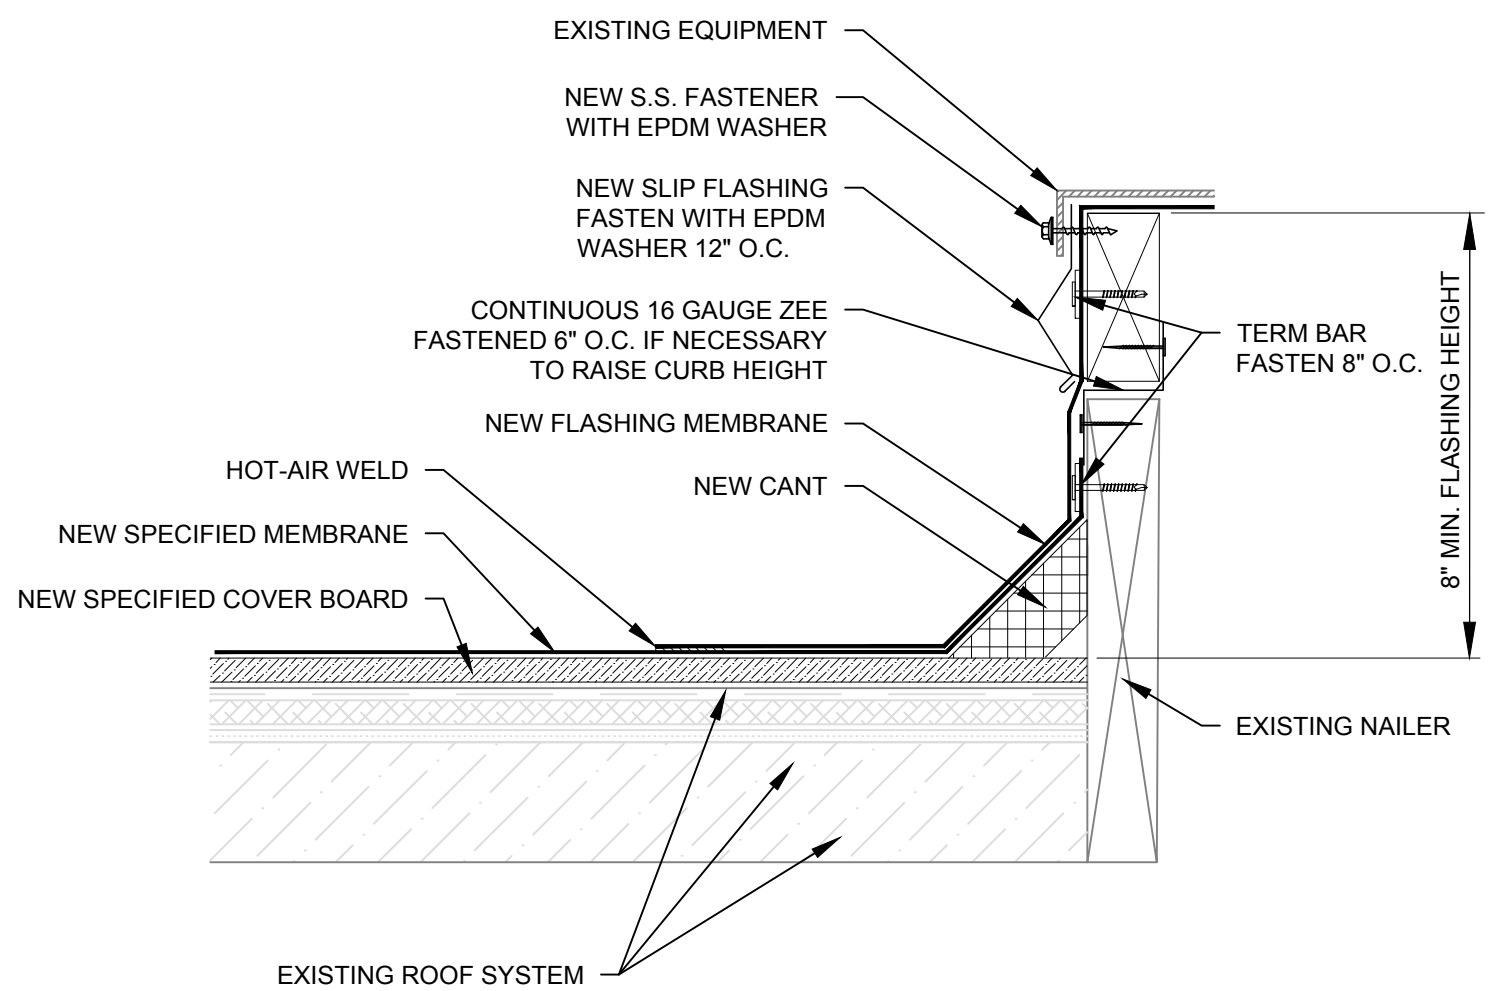 EXISTING EQUIPMENT
NEW S.S. FASTENER
WITH EPDM WASHER
NEW SLIP FLASHING
FASTEN WITH EPDM
WASHER 12" O.C.
CONTINUOUS 16 GAUGE ZEE
FASTENED 6" O.C. IF NECESSARY
TO RAISE CURB HEIGHT
TERM BAR
FASTEN 8" O.C.
8" MIN. FLASHING HEIGHT
NEW FLASHING MEMBRANE
HOT-AIR WELD
NEW CANT
NEW SPECIFIED MEMBRANE
NEW SPECIFIED COVER BOARD
EXISTING NAILER
EXISTING ROOF SYSTEM